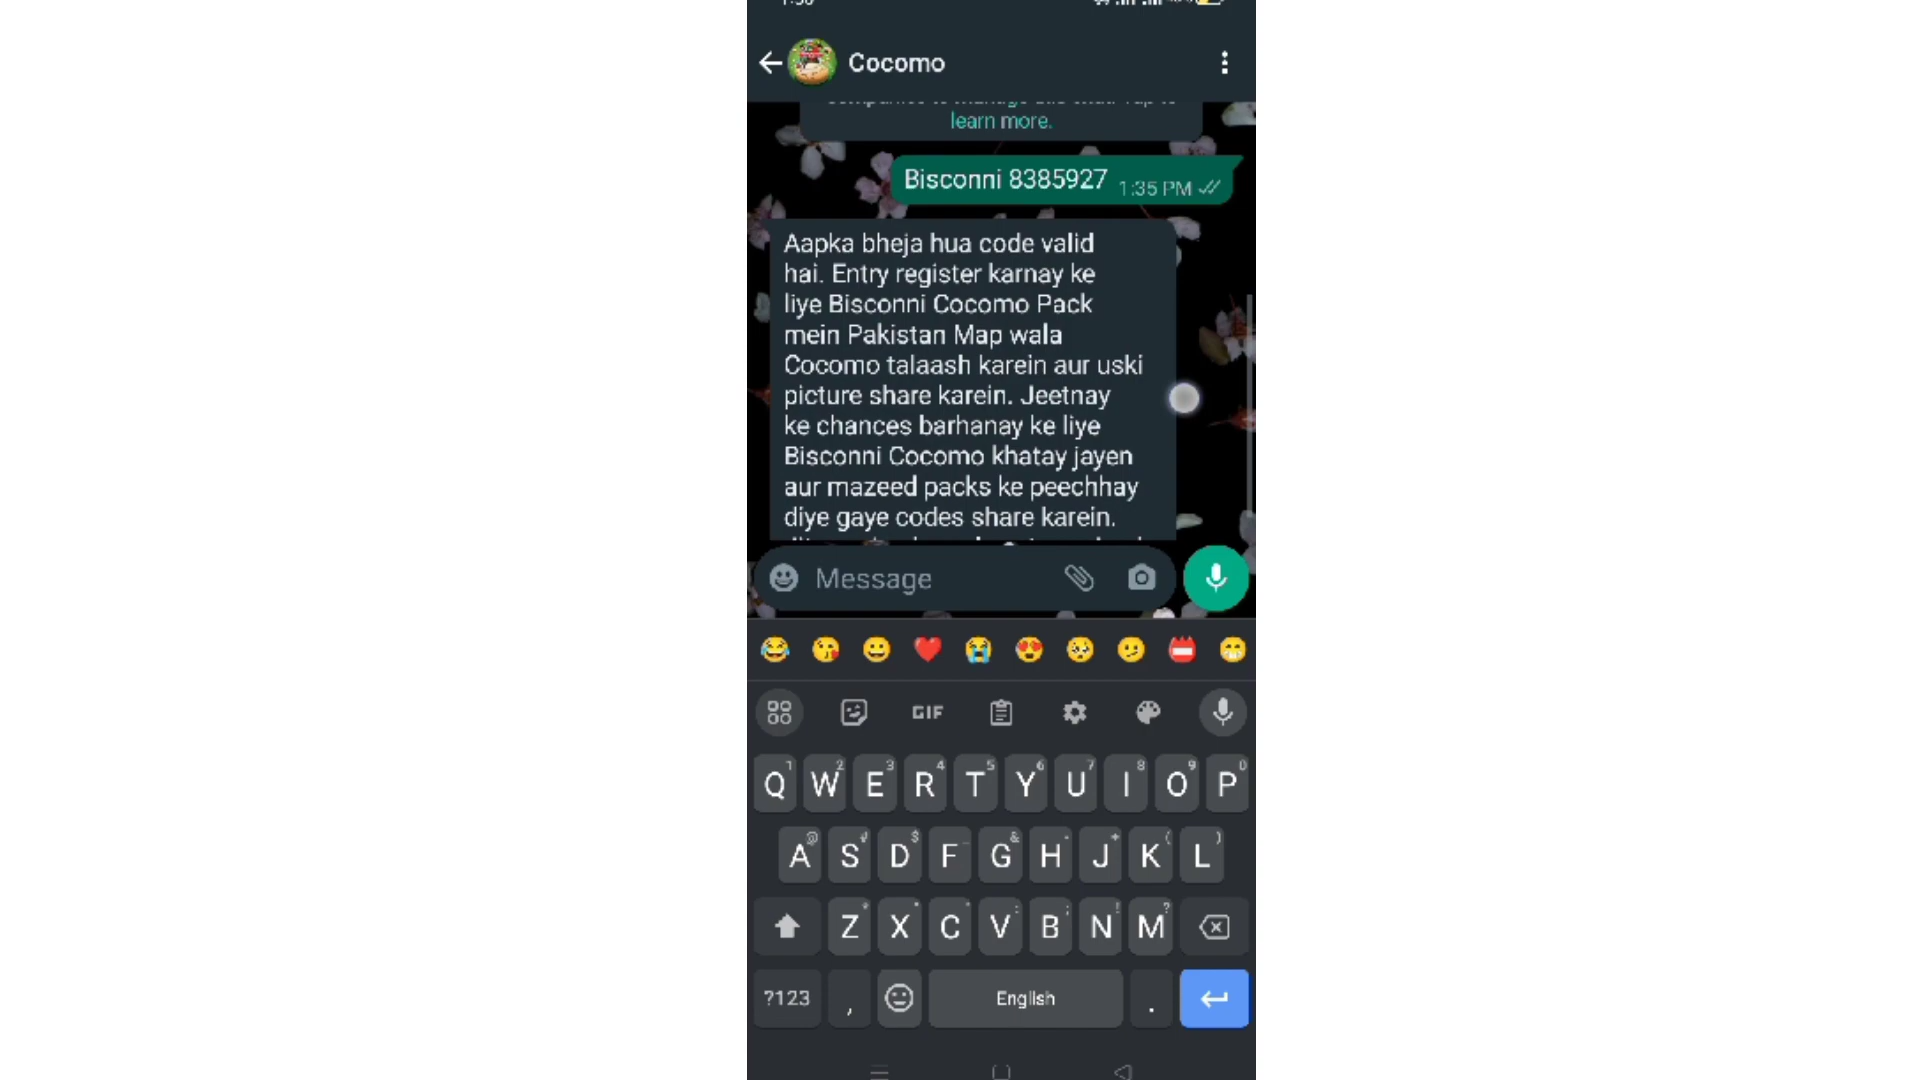 Cocomo
learn more.
Bisconni 8385927 1:35 PM
Aapka bheja hua code valid
hai. Entry register karnay ke
liye Bisconni Cocomo Pack
mein Pakistan Map wala
Cocomo talaash karein aur uski
picture share karein. Jeetnay
ke chances barhanay ke liye
Bisconni Cocomo khatay jayen
aur mazeed packs ke peechhay
diye gaye codes share karein.
Message
GIF
Q W E R T Y U I O P
A S D F G H J K L
Z X C V B N M
?123 , English .